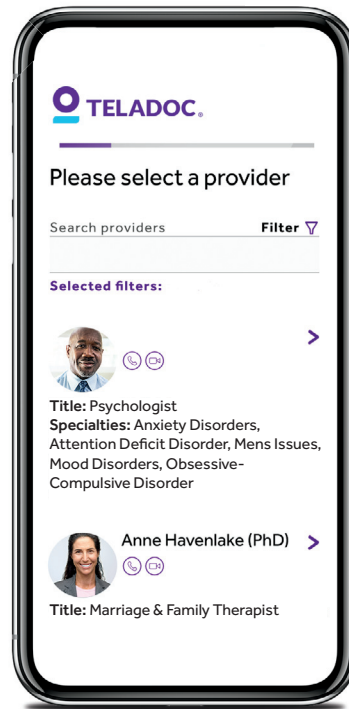 TELADOC®
Please select a provider
Search providers Filter
Selected filters:
Title: Psychologist
Specialties: Anxiety Disorders,
Attention Deficit Disorder, Mens Issues,
Mood Disorders, Obsessive-
Compulsive Disorder
Anne Havenlake (PhD)
Title: Marriage & Family Therapist